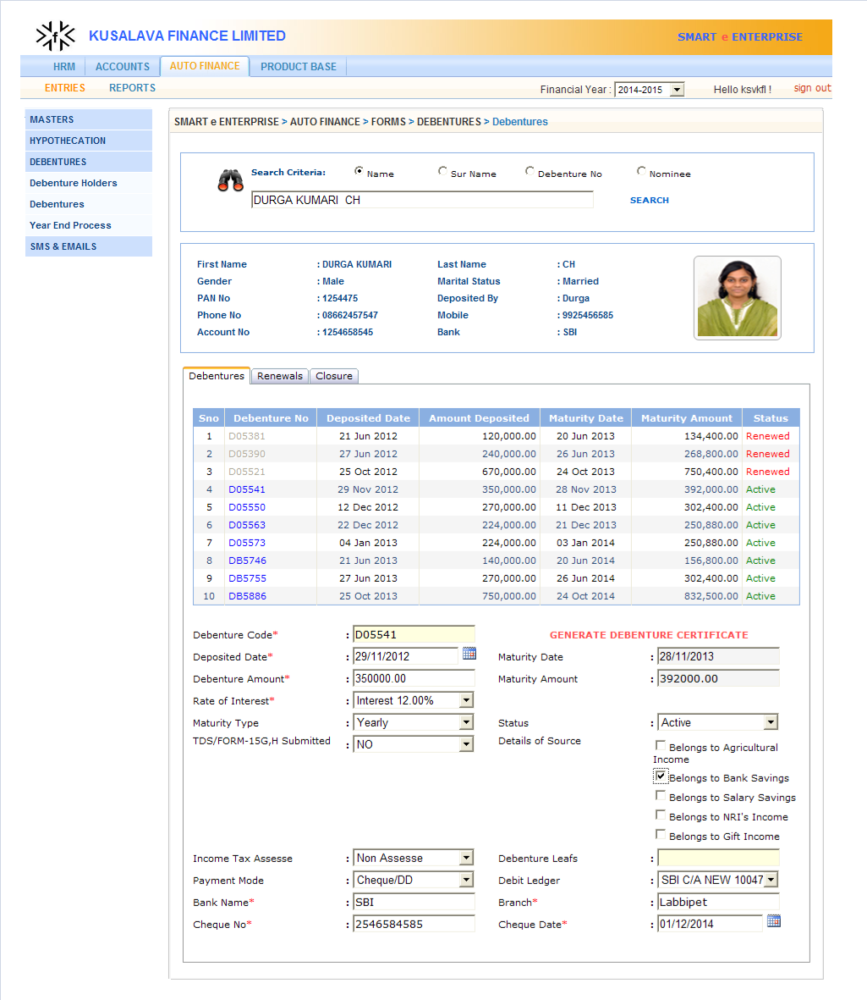 KUSALAVA FINANCE LIMITED
SMART e ENTERPRISE
HRM ACCOUNTS AUTO FINANCE PRODUCT BASE
ENTRIES REPORTS Financial Year : 2014-2015 Hello ksvkfl ! sign out
MASTERS
HYPOTHECATION
DEBENTURES
Debenture Holders
Debentures
Year End Process
SMS & EMAILS
SMART e ENTERPRISE > AUTO FINANCE > FORMS > DEBENTURES > Debentures
Search Criteria: Name Sur Name Debenture No Nominee
DURGA KUMARI CH SEARCH
First Name : DURGA KUMARI Last Name : CH
Gender : Male Marital Status : Married
PAN No : 1254475 Deposited By : Durga
Phone No : 08662457547 Mobile : 9925456585
Account No : 1254658545 Bank : SBI
Debentures Renewals Closure
Sno Debenture No Deposited Date Amount Deposited Maturity Date Maturity Amount Status
1 D05381 21 Jun 2012 120,000.00 20 Jun 2013 134,400.00 Renewed
2 D05390 27 Jun 2012 240,000.00 26 Jun 2013 268,800.00 Renewed
3 D05521 25 Oct 2012 670,000.00 24 Oct 2013 750,400.00 Renewed
4 D05541 29 Nov 2012 350,000.00 28 Nov 2013 392,000.00 Active
5 D05550 12 Dec 2012 270,000.00 11 Dec 2013 302,400.00 Active
6 D05563 22 Dec 2012 224,000.00 21 Dec 2013 250,880.00 Active
7 D05573 04 Jan 2013 224,000.00 03 Jan 2014 250,880.00 Active
8 DB5746 21 Jun 2013 140,000.00 20 Jun 2014 156,800.00 Active
9 DB5755 27 Jun 2013 270,000.00 26 Jun 2014 302,400.00 Active
10 DB5886 25 Oct 2013 750,000.00 24 Oct 2014 832,500.00 Active
Debenture Code* : D05541 GENERATE DEBENTURE CERTIFICATE
Deposited Date* : 29/11/2012 Maturity Date : 28/11/2013
Debenture Amount* : 350000.00 Maturity Amount : 392000.00
Rate of Interest* : Interest 12.00%
Maturity Type : Yearly Status : Active
TDS/FORM-15G,H Submitted : NO Details of Source
Belongs to Agricultural
Income
Belongs to Bank Savings
Belongs to Salary Savings
Belongs to NRI's Income
Belongs to Gift Income
Income Tax Assesse : Non Assesse Debenture Leafs :
Payment Mode : Cheque/DD Debit Ledger : SBI C/A NEW 10047
Bank Name* : SBI Branch* : Labbipet
Cheque No* : 2546584585 Cheque Date* : 01/12/2014